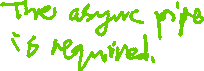 The async pipe
is required.